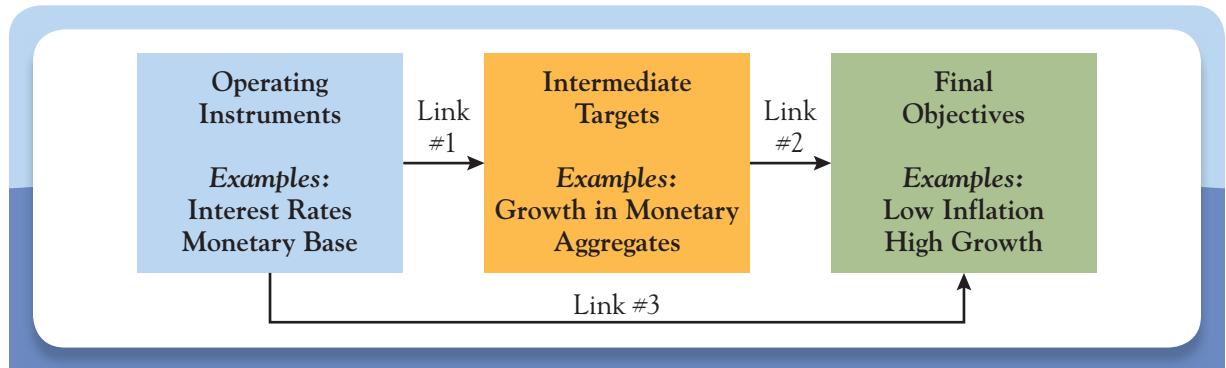 Operating
Instruments
Examples:
Interest Rates
Monetary Base
Link
#1
Intermediate
Targets
Examples:
Growth in Monetary
Aggregates
Link
#2
Final
Objectives
Examples:
Low Inflation
High Growth
Link #3